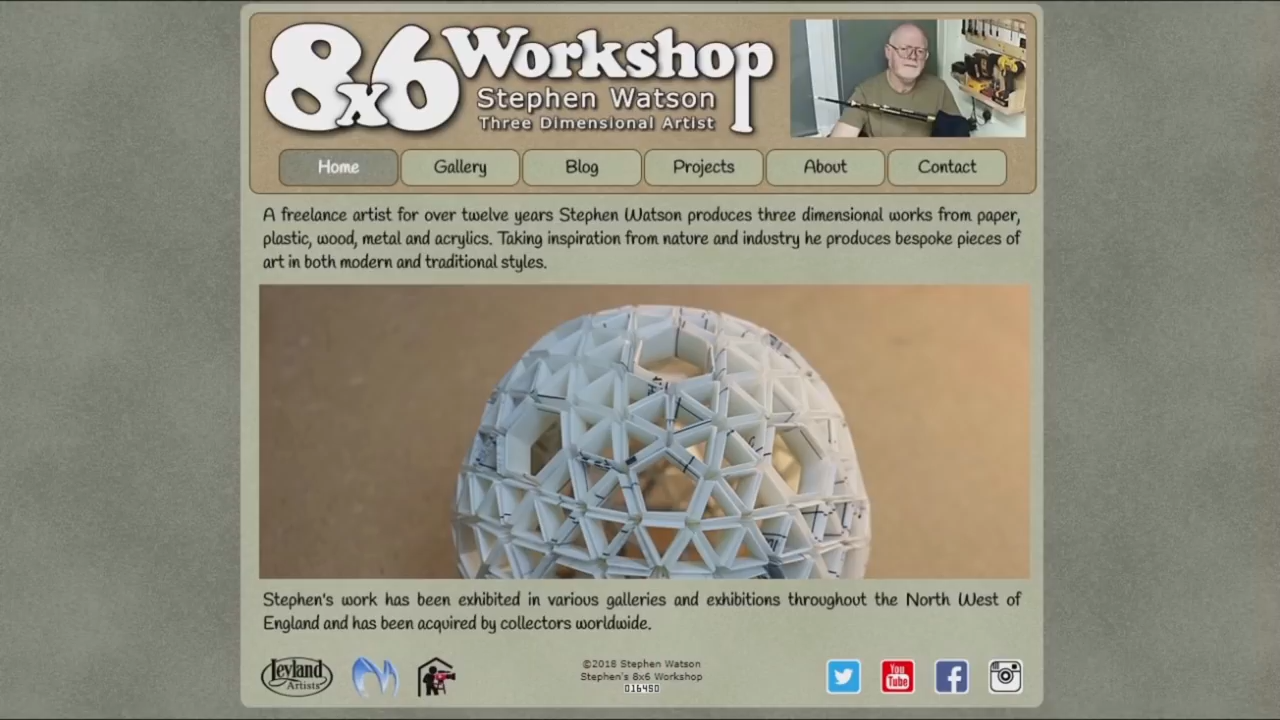 8x6 Workshop
Stephen Watson
Three Dimensional Artist
Home Gallery Blog Projects About Contact
A freelance artist for over twelve years Stephen Watson produces three dimensional works from paper,
plastic, wood, metal and acrylics. Taking inspiration from nature and industry he produces bespoke pieces of
art in both modern and traditional styles.
Stephen's work has been exhibited in various galleries and exhibitions throughout the North West of
England and has been acquired by collectors worldwide.
Leyland
Artists
©2018 Stephen Watson
Stephen's 8x6 Workshop
016450
You
Tube